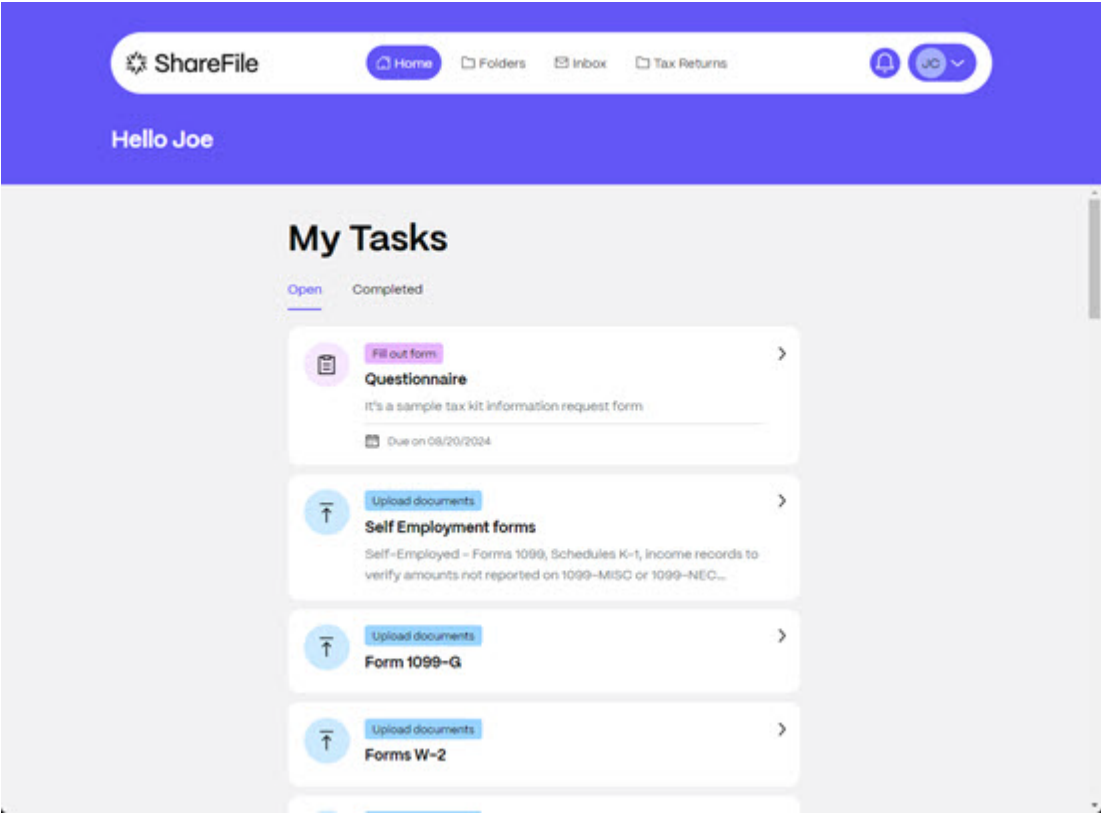 ShareFile
Home
Folders
Inbox
Tax Returns
JC
Hello Joe
My Tasks
Open
Completed
Fill out form
Questionnaire
It's a sample tax kit information request form
Due on 08/20/2024
Upload documents
Self Employment forms
Self-Employed - Forms 1099, Schedules K-1, income records to
verify amounts not reported on 1099-MISC or 1099-NEC...
Upload documents
Form 1099-G
Upload documents
Forms W-2